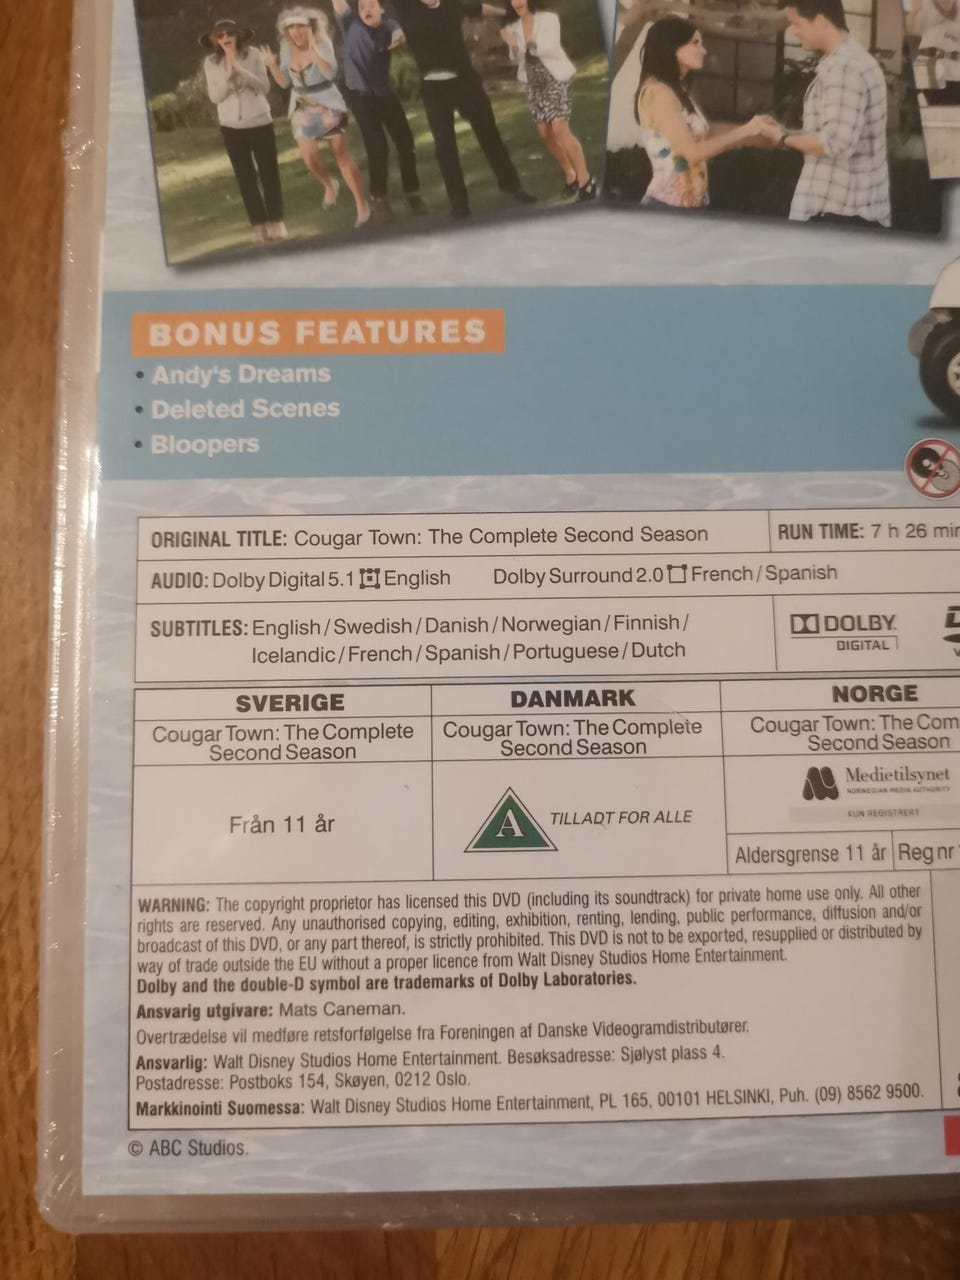 BONUS FEATURES
• Andy's Dreams
• Deleted Scenes
• Bloopers
ORIGINAL TITLE: Cougar Town: The Complete Second Season
RUN TIME: 7 h 26 min
AUDIO: Dolby Digital 5.1 English Dolby Surround 2.0 French/Spanish
SUBTITLES: English/Swedish/Danish/Norwegian/Finnish/
Icelandic/French/Spanish/Portuguese/Dutch
DOLBY
DIGITAL
SVERIGE
Cougar Town: The Complete
Second Season
Från 11 år
DANMARK
Cougar Town: The Complete
Second Season
A
TILLADT FOR ALLE
NORGE
Cougar Town: The Com
Second Season
Medietilsynet
NORWEGIAN MEDIA AUTHORITY
KUN REGISTRERT
Aldersgrense 11 år Reg nr
WARNING: The copyright proprietor has licensed this DVD (including its soundtrack) for private home use only. All other
rights are reserved. Any unauthorised copying, editing, exhibition, renting, lending, public performance, diffusion and/or
broadcast of this DVD, or any part thereof, is strictly prohibited. This DVD is not to be exported, resupplied or distributed by
way of trade outside the EU without a proper licence from Walt Disney Studios Home Entertainment.
Dolby and the double-D symbol are trademarks of Dolby Laboratories.
Ansvarig utgivare: Mats Caneman.
Overtrædelse vil medføre retsforfølgelse fra Foreningen af Danske Videogramdistributører.
Ansvarlig: Walt Disney Studios Home Entertainment. Besøksadresse: Sjølyst plass 4.
Postadresse: Postboks 154, Skøyen, 0212 Oslo.
Markkinointi Suomessa: Walt Disney Studios Home Entertainment, PL 165, 00101 HELSINKI, Puh. (09) 8562 9500.
© ABC Studios.